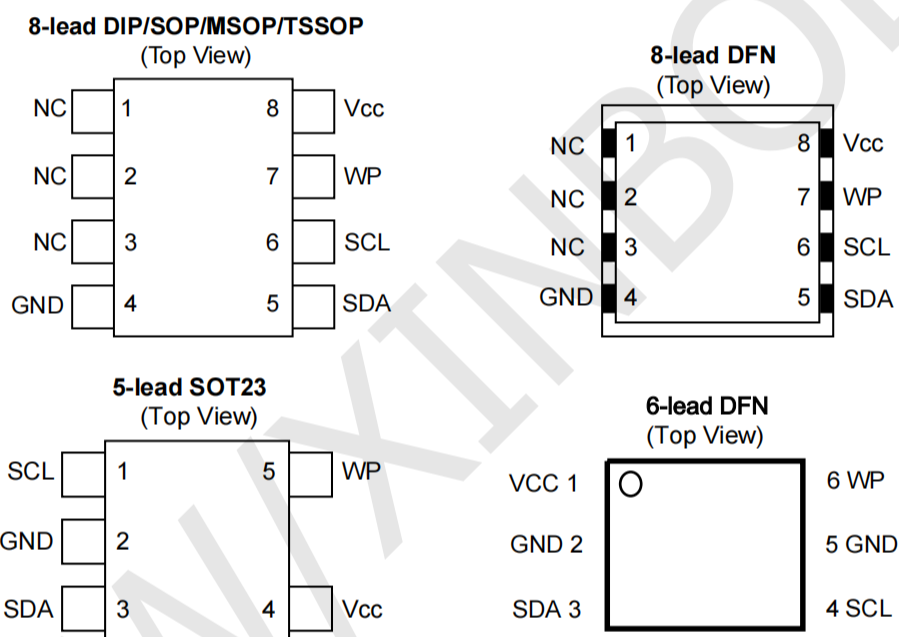 8-lead DIP/SOP/MSOP/TSSOP
(Top View)
NC 1 8 Vcc
NC 2 7 WP
NC 3 6 SCL
GND 4 5 SDA
8-lead DFN
(Top View)
NC 1 8 Vcc
NC 2 7 WP
NC 3 6 SCL
GND 4 5 SDA
5-lead SOT23
(Top View)
SCL 1 5 WP
GND 2
SDA 3 4 Vcc
6-lead DFN
(Top View)
VCC 1 6 WP
GND 2 5 GND
SDA 3 4 SCL